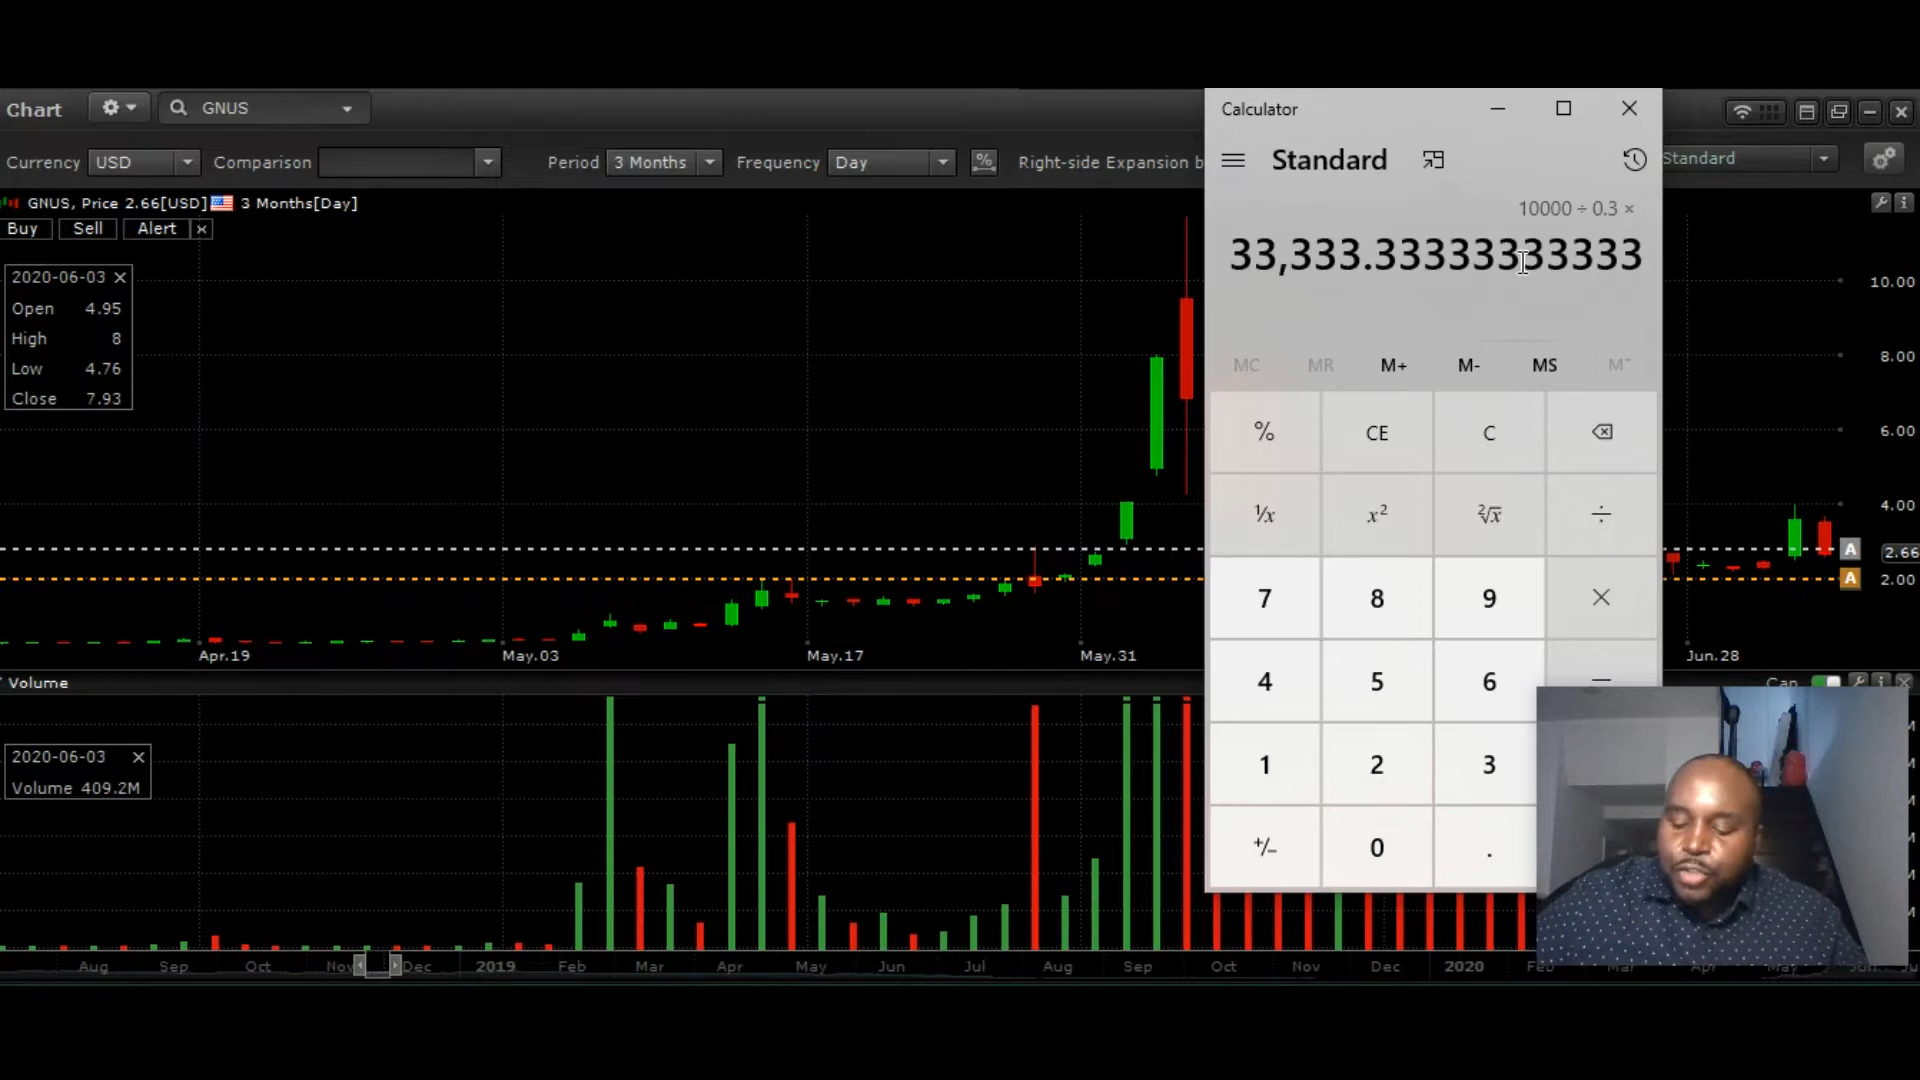 Chart GNUS
Currency USD Comparison Period 3 Months Frequency Day % Right-side Expansion b Standard
GNUS, Price 2.66[USD] 3 Months[Day]
Buy Sell Alert ×
2020-06-03 ×
Open 4.95
High 8
Low 4.76
Close 7.93
10.00
8.00
6.00
4.00
2.66
2.00
A
A
Apr.19 May.03 May.17 May.31 Jun.28
Volume
2020-06-03 ×
Volume 409.2M
Aug Sep Oct Nov Dec 2019 Feb Mar Apr May Jun Jul Aug Sep Oct Nov Dec 2020
Calculator
Standard
10000 ÷ 0.3 ×
33,333.33333333333
MC MR M+ M- MS M˅
% CE C
¹/x x² ²√x ÷
7 8 9 ×
4 5 6 −
1 2 3
+/− 0 .